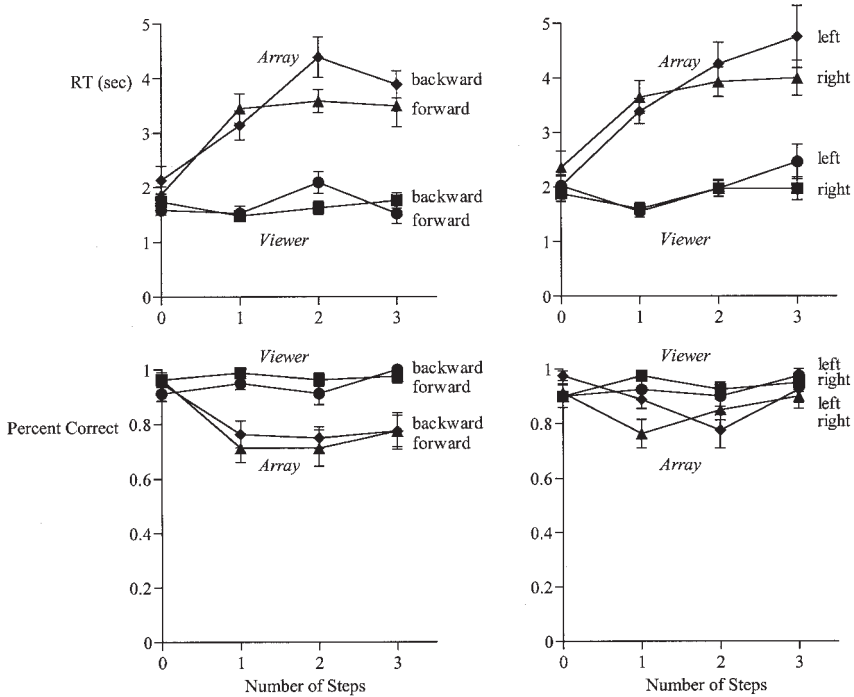 5
Array
4
backward
RT (sec)
forward
3
2
backward
forward
1
Viewer
0
0 1 2 3
5
left
Array
4
right
3
left
2
right
1
Viewer
0
0 1 2 3
Viewer
1
backward
forward
0.8
backward
Percent Correct
forward
Array
0.6
0.4
0.2
0
0 1 2 3
Number of Steps
Viewer
left
1
right
left
0.8
right
Array
0.6
0.4
0.2
0
0 1 2 3
Number of Steps